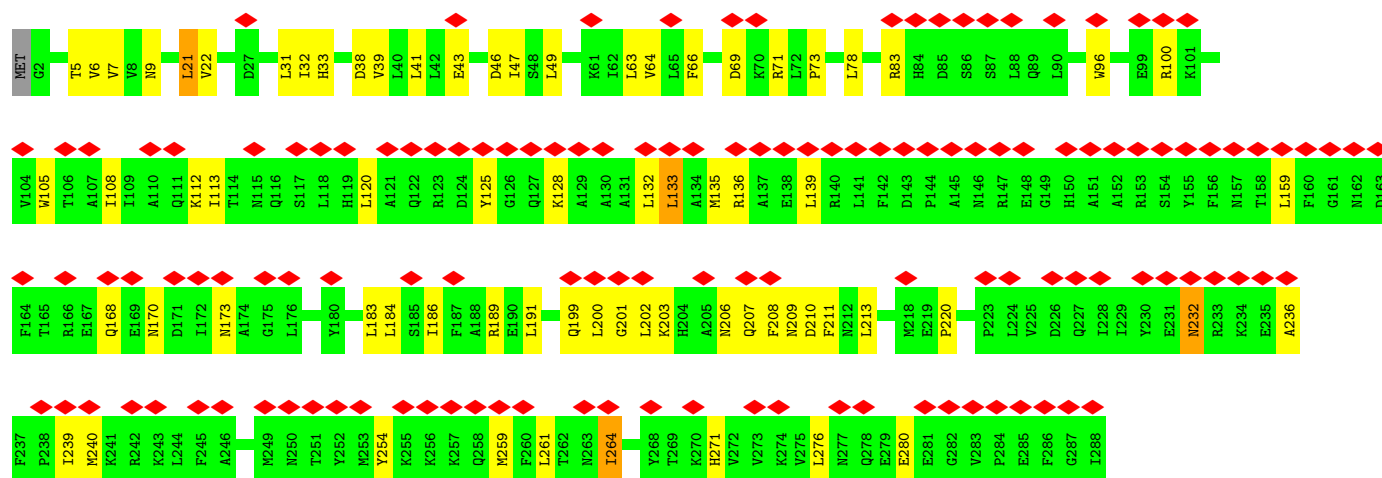 MET G2 T5 V6 V7 V8 N9 L21 V22 D27 L31 I32 H33 D38 V39 L40 L41 L42 E43 D46 I47 S48 L49 K61 I62 L63 V64 L65 F66 D69 K70 R71 L72 P73 L78 R83 H84 D85 S86 S87 L88 Q89 L90 W96 E99 R100 K101
V104 W105 T106 A107 I108 I109 A110 Q111 K112 I113 T114 N115 Q116 S117 L118 H119 L120 A121 Q122 R123 D124 Y125 G126 Q127 K128 A129 A130 A131 L132 L133 A134 M135 R136 A137 E138 L139 R140 L141 F142 D143 P144 A145 N146 R147 E148 G149 H150 A151 A152 R153 S154 Y155 F156 N157 T158 L159 F160 G161 N162 D163
F164 T165 R166 E167 Q168 E169 N170 D171 I172 N173 A174 G175 L176 Y180 L183 L184 S185 I186 F187 A188 R189 E190 L191 Q199 L200 G201 L202 K203 H204 A205 N206 Q207 F208 N209 D210 F211 N212 L213 M218 E219 P220 P223 L224 V225 D226 Q227 I228 I229 Y230 E231 N232 R233 K234 E235 A236
F237 P238 I239 M240 K241 R242 K243 L244 F245 A246 M249 N250 T251 Y252 M253 Y254 K255 K256 K257 Q258 M259 F260 L261 T262 N263 I264 Y268 T269 K270 H271 V272 V273 K274 V275 L276 N277 Q278 E279 E280 E281 G282 V283 P284 E285 F286 G287 I288